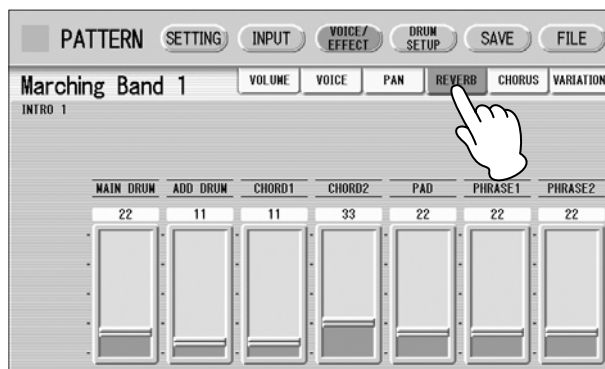 PATTERN SETTING INPUT VOICE/ EFFECT DRUM SETUP SAVE FILE
Marching Band 1 VOLUME VOICE PAN REVERB CHORUS VARIATION
INTRO 1
MAIN DRUM ADD DRUM CHORD1 CHORD2 PAD PHRASE1 PHRASE2
22 11 11 33 22 22 22